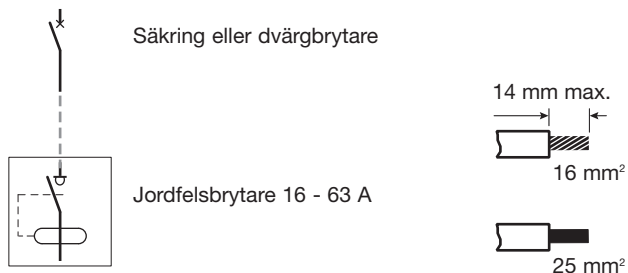 Säkring eller dvärgbrytare
14 mm max.
16 mm²
Jordfelsbrytare 16 - 63 A
25 mm²